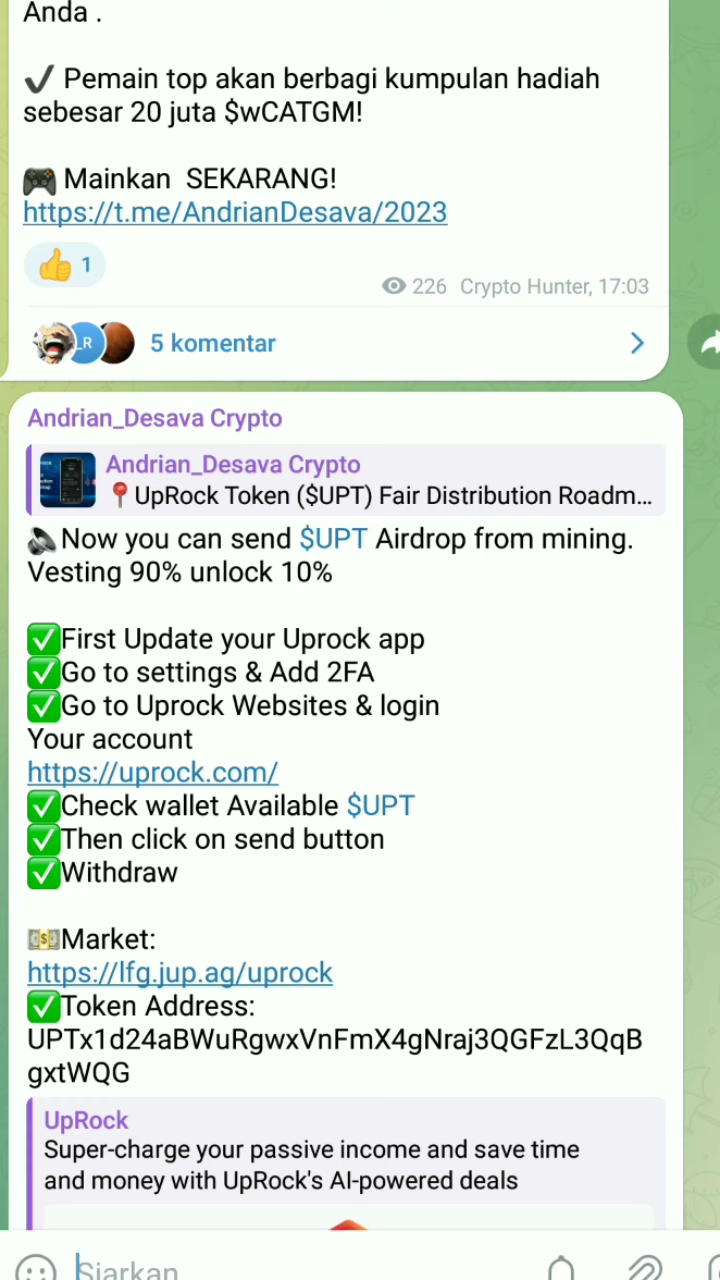 Anda .
✔ Pemain top akan berbagi kumpulan hadiah
sebesar 20 juta $wCATGM!
🎮 Mainkan  SEKARANG!
https://t.me/AndrianDesava/2023
👍 1
226 Crypto Hunter, 17:03
LR
5 komentar
Andrian_Desava Crypto
Andrian_Desava Crypto
📍UpRock Token ($UPT) Fair Distribution Roadm...
🔈Now you can send $UPT Airdrop from mining.
Vesting 90% unlock 10%
✅First Update your Uprock app
✅Go to settings & Add 2FA
✅Go to Uprock Websites & login
Your account
https://uprock.com/
✅Check wallet Available $UPT
✅Then click on send button
✅Withdraw
💵Market:
https://lfg.jup.ag/uprock
✅Token Address:
UPTx1d24aBWuRgwxVnFmX4gNraj3QGFzL3QqB
gxtWQG
UpRock
Super-charge your passive income and save time
and money with UpRock's AI-powered deals
Siarkan